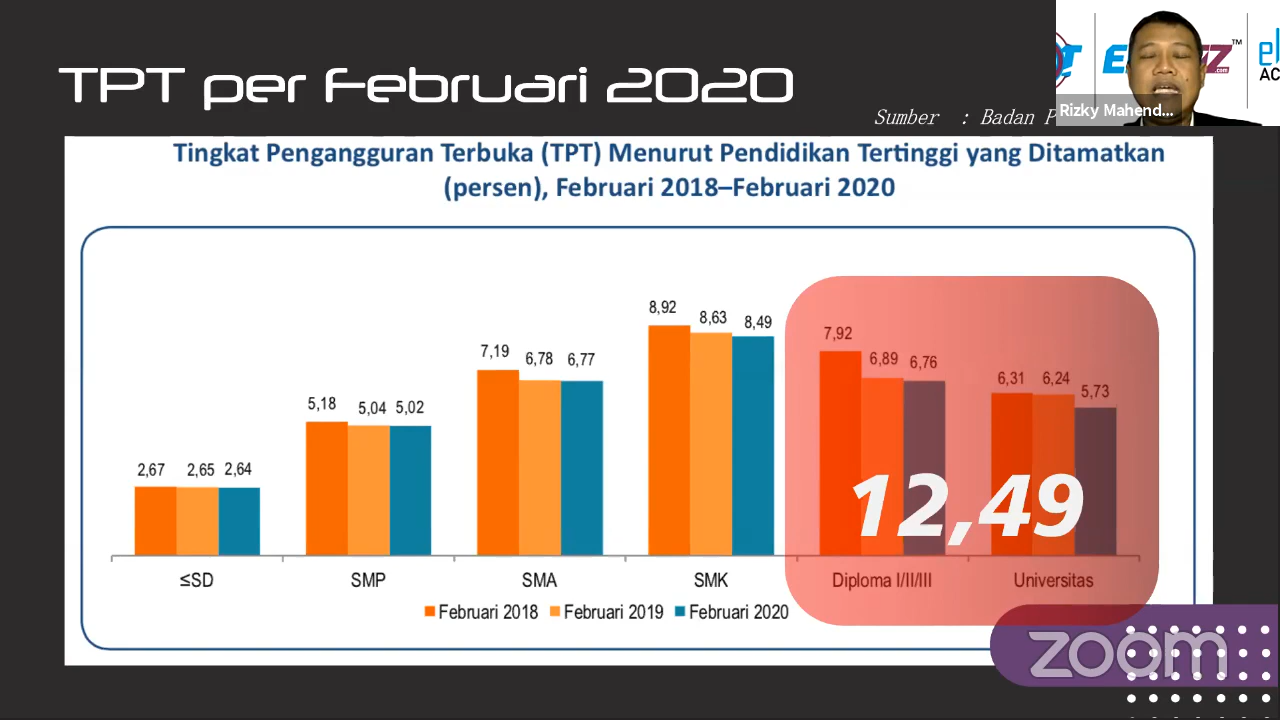 TPT per Februari 2020
Sumber : Badan P
Rizky Mahend...
Tingkat Pengangguran Terbuka (TPT) Menurut Pendidikan Tertinggi yang Ditamatkan
(persen), Februari 2018–Februari 2020
2,67 2,65 2,64
5,18 5,04 5,02
7,19 6,78 6,77
8,92 8,63 8,49
7,92 6,89 6,76
6,31 6,24 5,73
12,49
≤SD SMP SMA SMK Diploma I/II/III Universitas
Februari 2018 Februari 2019 Februari 2020
zoom